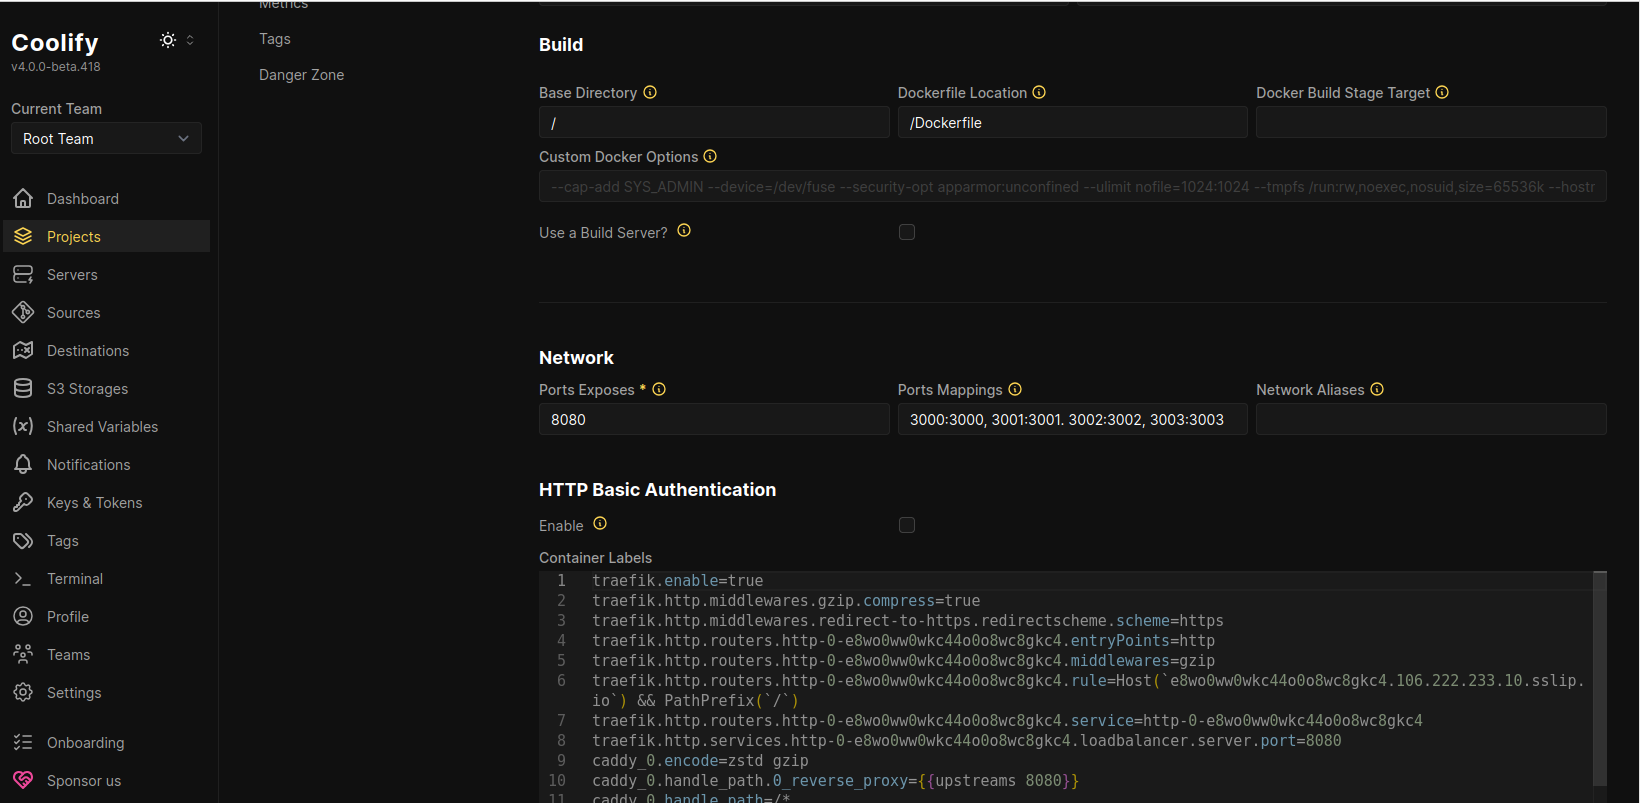 Coolify
v4.0.0-beta.418
Current Team
Root Team
Dashboard
Projects
Servers
Sources
Destinations
S3 Storages
Shared Variables
Notifications
Keys & Tokens
Tags
Terminal
Profile
Teams
Settings
Onboarding
Sponsor us
Metrics
Tags
Danger Zone
Build
Base Directory Dockerfile Location Docker Build Stage Target
/ /Dockerfile
Custom Docker Options
--cap-add SYS_ADMIN --device=/dev/fuse --security-opt apparmor:unconfined --ulimit nofile=1024:1024 --tmpfs /run:rw,noexec,nosuid,size=65536k --hostr
Use a Build Server?
Network
Ports Exposes * Ports Mappings Network Aliases
8080 3000:3000, 3001:3001. 3002:3002, 3003:3003
HTTP Basic Authentication
Enable
Container Labels
1 traefik.enable=true
2 traefik.http.middlewares.gzip.compress=true
3 traefik.http.middlewares.redirect-to-https.redirectscheme.scheme=https
4 traefik.http.routers.http-0-e8wo0ww0wkc44o0o8wc8gkc4.entryPoints=http
5 traefik.http.routers.http-0-e8wo0ww0wkc44o0o8wc8gkc4.middlewares=gzip
6 traefik.http.routers.http-0-e8wo0ww0wkc44o0o8wc8gkc4.rule=Host(`e8wo0ww0wkc44o0o8wc8gkc4.106.222.233.10.sslip.
io`) && PathPrefix(`/`)
7 traefik.http.routers.http-0-e8wo0ww0wkc44o0o8wc8gkc4.service=http-0-e8wo0ww0wkc44o0o8wc8gkc4
8 traefik.http.services.http-0-e8wo0ww0wkc44o0o8wc8gkc4.loadbalancer.server.port=8080
9 caddy_0.encode=zstd gzip
10 caddy_0.handle_path.0_reverse_proxy={{upstreams 8080}}
11 caddy_0.handle_path=/*